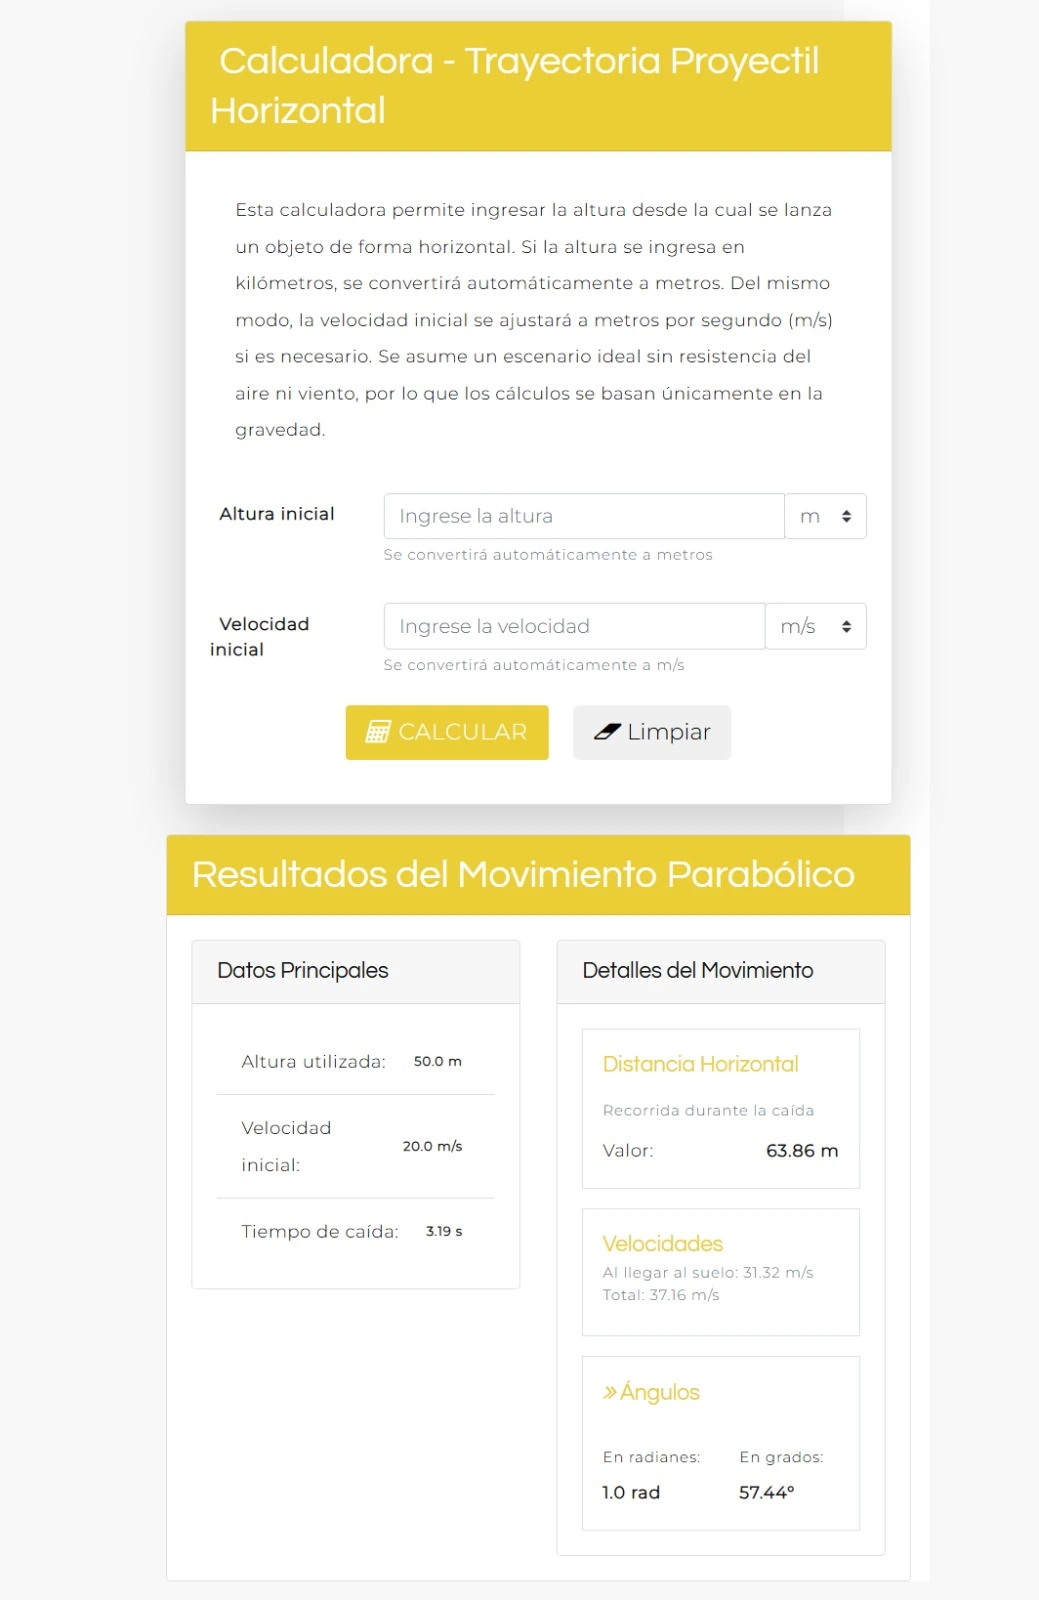 Calculadora - Trayectoria Proyectil
Horizontal
Esta calculadora permite ingresar la altura desde la cual se lanza
un objeto de forma horizontal. Si la altura se ingresa en
kilómetros, se convertirá automáticamente a metros. Del mismo
modo, la velocidad inicial se ajustará a metros por segundo (m/s)
si es necesario. Se asume un escenario ideal sin resistencia del
aire ni viento, por lo que los cálculos se basan únicamente en la
gravedad.
Altura inicial
Ingrese la altura
m
Se convertirá automáticamente a metros
Velocidad
inicial
Ingrese la velocidad
m/s
Se convertirá automáticamente a m/s
CALCULAR
Limpiar
Resultados del Movimiento Parabólico
Datos Principales
Altura utilizada: 50.0 m
Velocidad
inicial:
20.0 m/s
Tiempo de caída: 3.19 s
Detalles del Movimiento
Distancia Horizontal
Recorrida durante la caída
Valor: 63.86 m
Velocidades
Al llegar al suelo: 31.32 m/s
Total: 37.16 m/s
Ángulos
En radianes:
1.0 rad
En grados:
57.44°